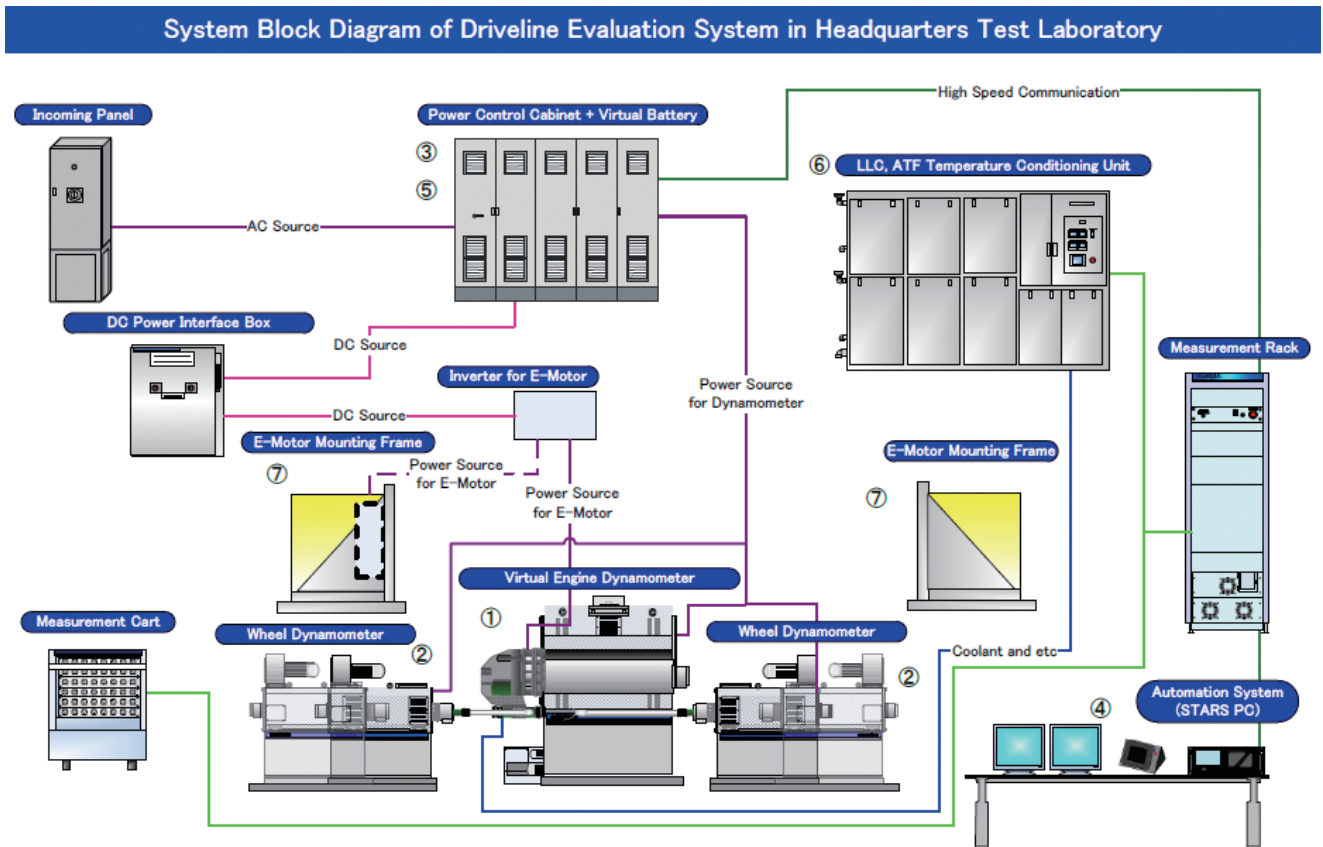 System Block Diagram of Driveline Evaluation System in Headquarters Test Laboratory
High Speed Communication
Incoming Panel
Power Control Cabinet + Virtual Battery
③
⑤
⑥ LLC, ATF Temperature Conditioning Unit
AC Source
DC Power Interface Box
DC Source
Inverter for E-Motor
Power Source
for Dynamometer
Measurement Rack
DC Source
E-Motor Mounting Frame
⑦
Power Source
for E-Motor
Power Source
for E-Motor
E-Motor Mounting Frame
⑦
Virtual Engine Dynamometer
①
Measurement Cart
Wheel Dynamometer
②
Wheel Dynamometer
②
Coolant and etc
Automation System
(STARS PC)
④